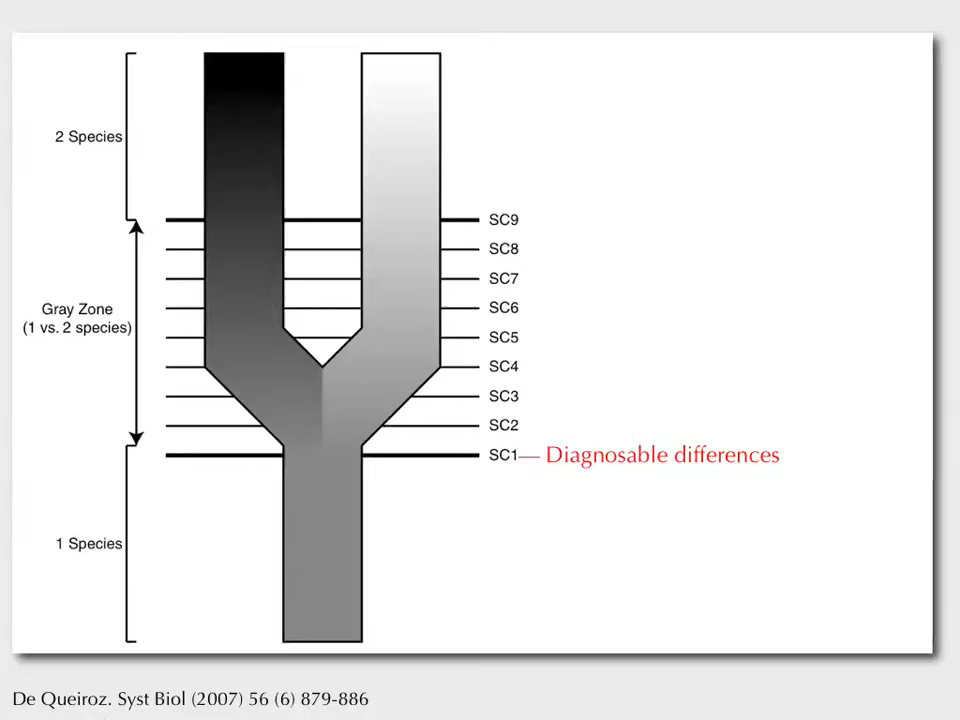 2 Species
SC9
SC8
SC7
Gray Zone
(1 vs. 2 species)
SC6
SC5
SC4
SC3
SC2
SC1— Diagnosable differences
1 Species
De Queiroz. Syst Biol (2007) 56 (6) 879-886